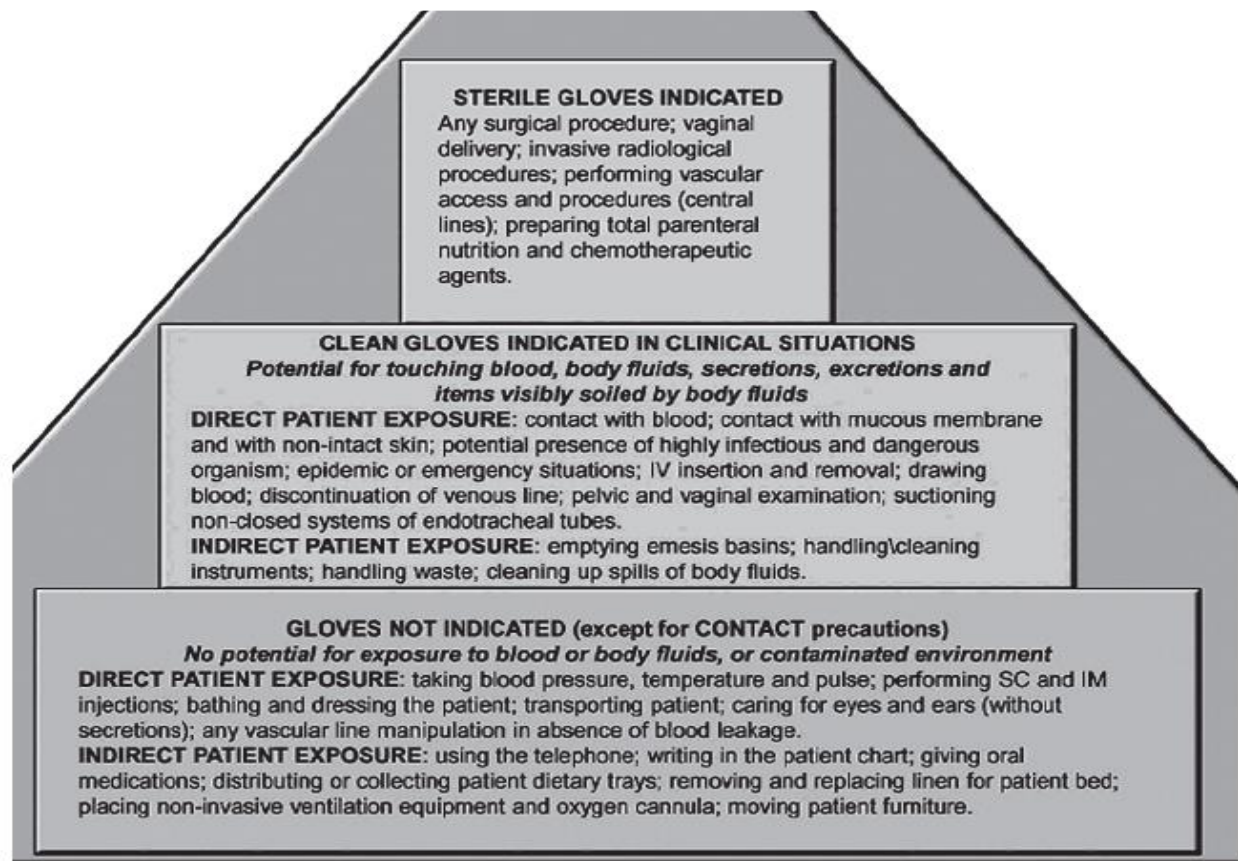 STERILE GLOVES INDICATED
Any surgical procedure; vaginal
delivery; invasive radiological
procedures; performing vascular
access and procedures (central
lines); preparing total parenteral
nutrition and chemotherapeutic
agents.
CLEAN GLOVES INDICATED IN CLINICAL SITUATIONS
Potential for touching blood, body fluids, secretions, excretions and
items visibly soiled by body fluids
DIRECT PATIENT EXPOSURE: contact with blood; contact with mucous membrane
and with non-intact skin; potential presence of highly infectious and dangerous
organism; epidemic or emergency situations; IV insertion and removal; drawing
blood; discontinuation of venous line; pelvic and vaginal examination; suctioning
non-closed systems of endotracheal tubes.
INDIRECT PATIENT EXPOSURE: emptying emesis basins; handling\cleaning
instruments; handling waste; cleaning up spills of body fluids.
GLOVES NOT INDICATED (except for CONTACT precautions)
No potential for exposure to blood or body fluids, or contaminated environment
DIRECT PATIENT EXPOSURE: taking blood pressure, temperature and pulse; performing SC and IM
injections; bathing and dressing the patient; transporting patient; caring for eyes and ears (without
secretions); any vascular line manipulation in absence of blood leakage.
INDIRECT PATIENT EXPOSURE: using the telephone; writing in the patient chart; giving oral
medications; distributing or collecting patient dietary trays; removing and replacing linen for patient bed;
placing non-invasive ventilation equipment and oxygen cannula; moving patient furniture.